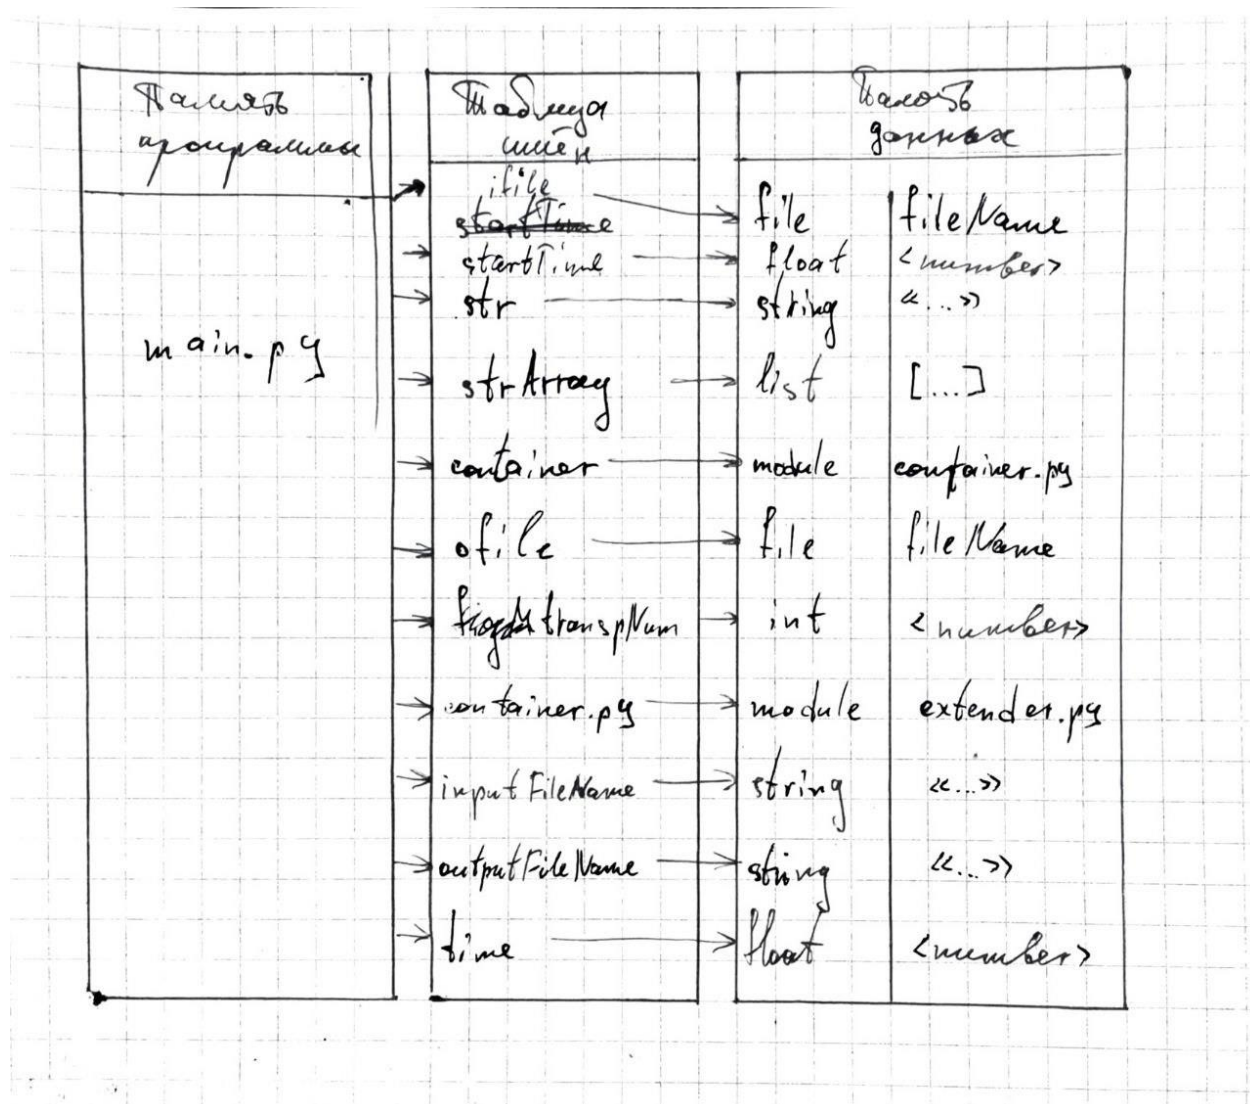 Память
программы
Таблица
имён
Память
данных
main.py
ifile file fileName
startTime
startTime float <number>
str string «...»
strArray list [...]
container module container.py
ofile file fileName
transpNum int <number>
container.py module extender.py
inputFileName string «...»
outputFileName string «...»
time float <number>